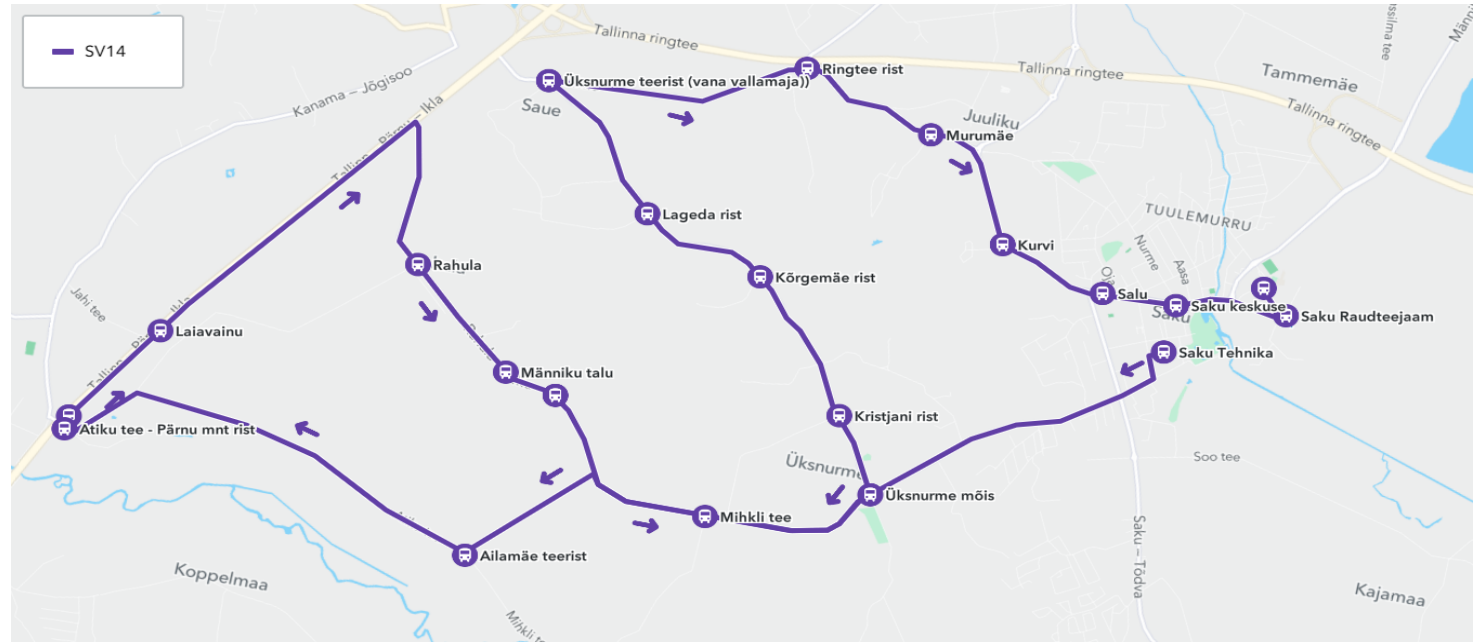 SV14
Tallinna ringtee
Üksnurme teerist (vana vallamaja))
Ringtee rist
Tallinna ringtee
Tammemäe
Tallinna ringtee
Kanama – Jõgisoo
Saue
Juuliku
Murumäe
Tallinn – Pärnu – Ikla
Lageda rist
TUULEMURRU
Nurme
Aasa
Kurvi
Rahula
Kõrgemäe rist
Salu
Saku keskuse
Saku
Saku Raudteejaam
Jahi tee
Laiavainu
Saku Tehnika
Männiku talu
Atiku tee - Pärnu mnt rist
Kristjani rist
Üksnurme
Soo tee
Üksnurme mõis
Mihkli tee
Saku – Tõdva
Ailamäe teerist
Koppelmaa
Kajamaa